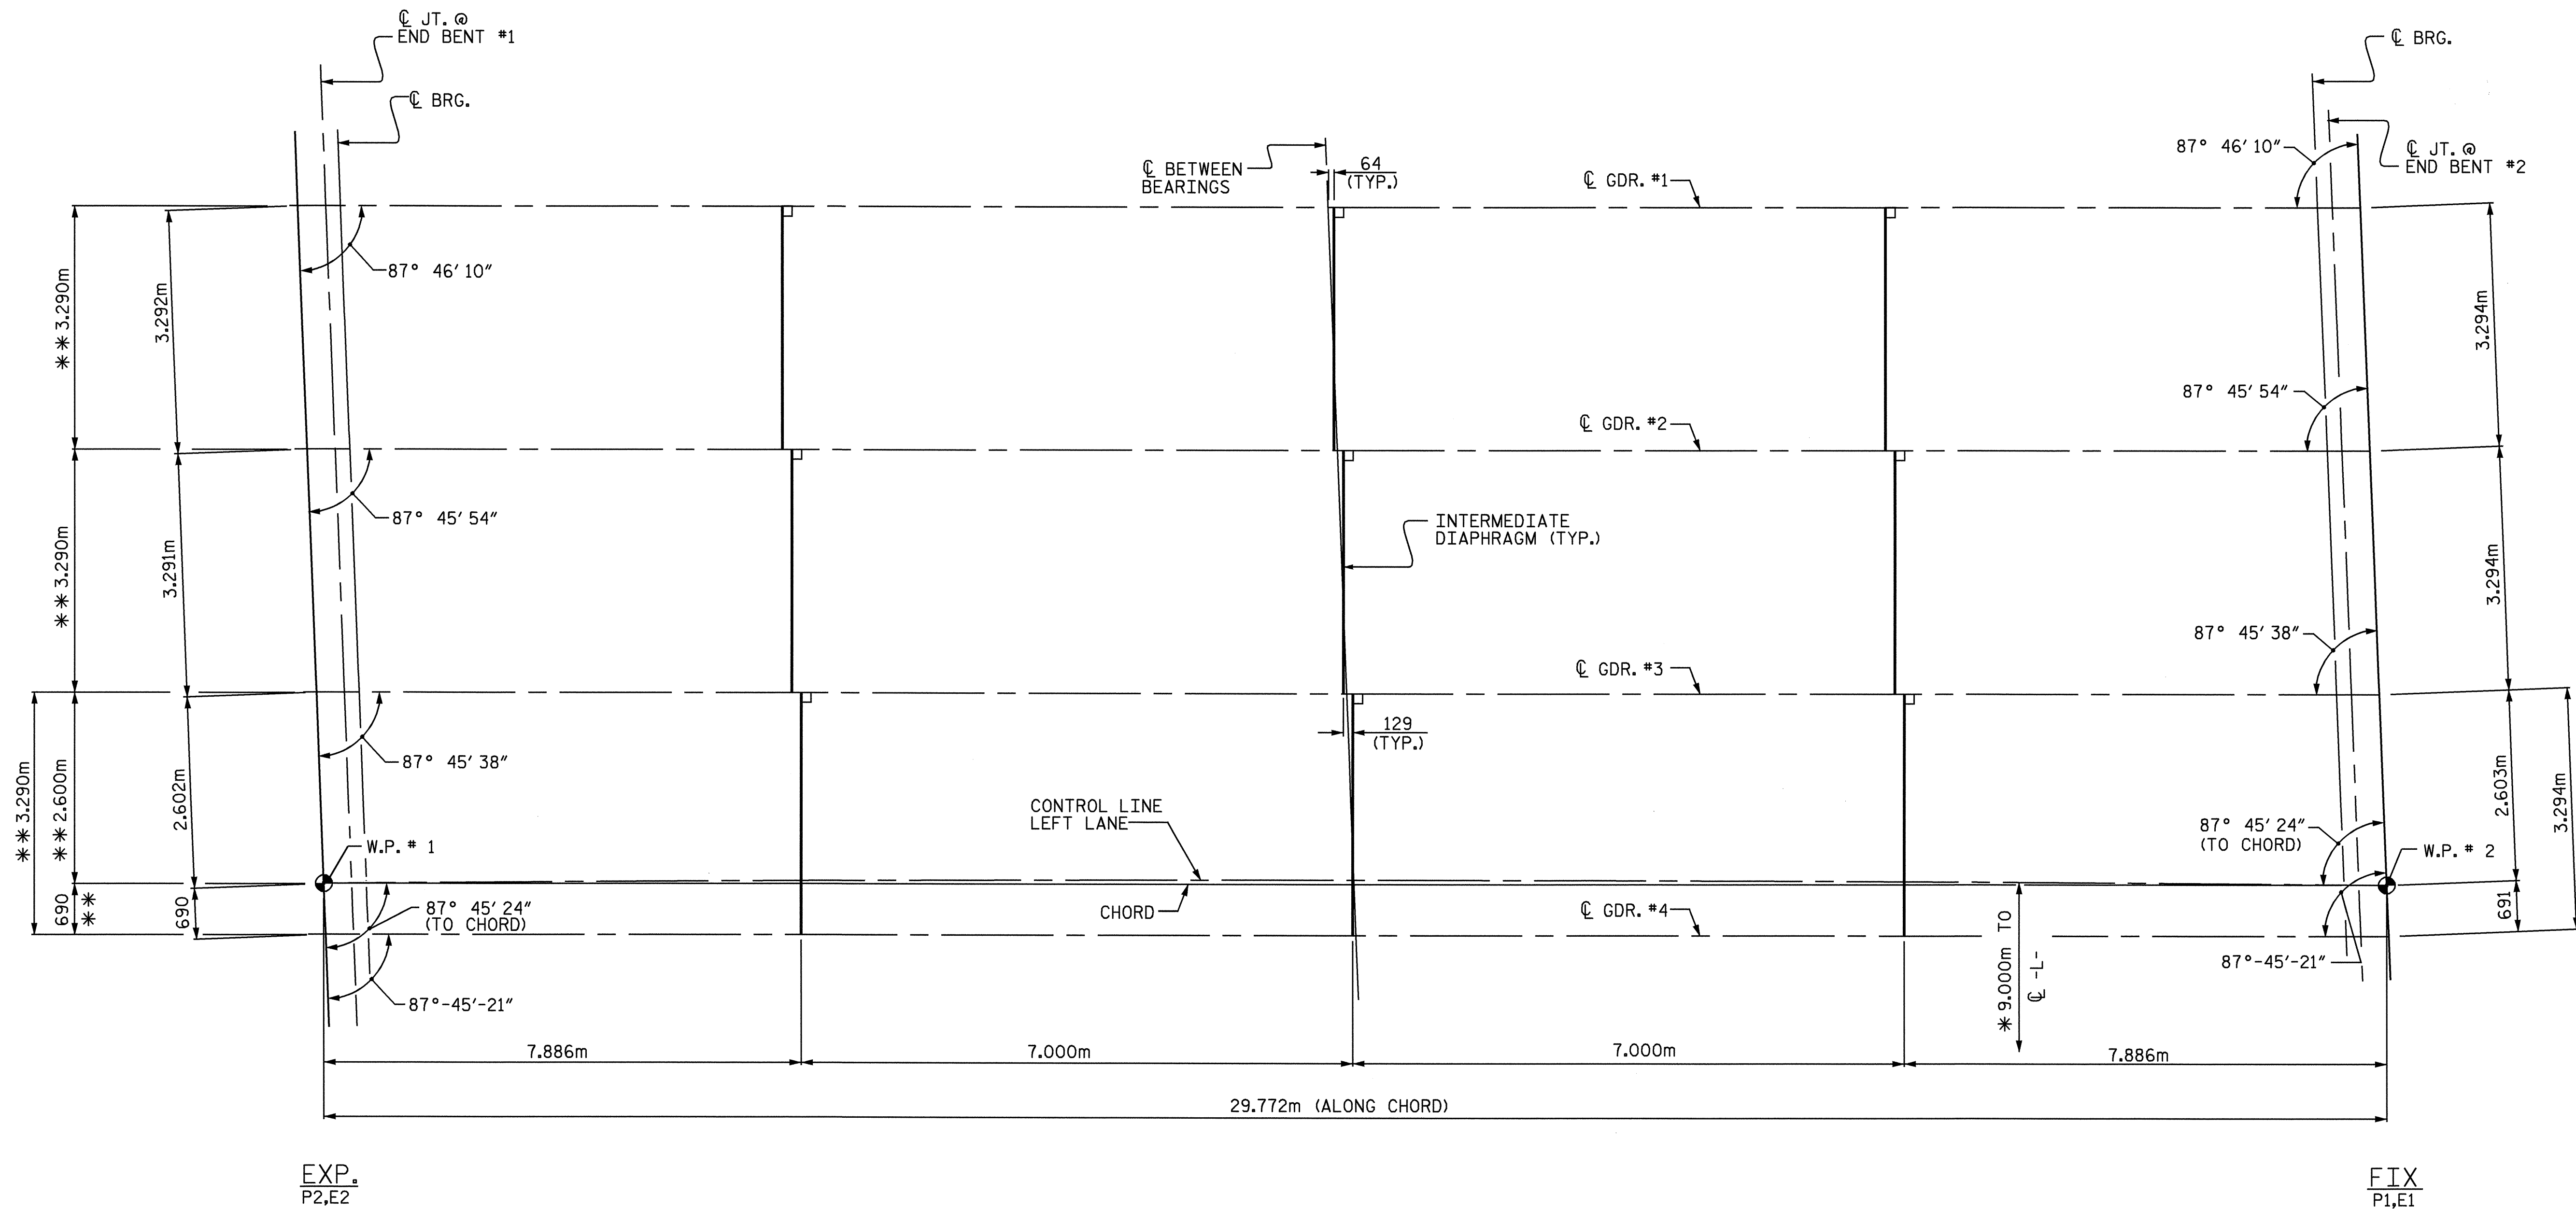 ℄ JT. @
END BENT #1
℄ BRG.
℄ BRG.
℄ JT. @
END BENT #2
℄ BETWEEN
BEARINGS
64
(TYP.)
℄ GDR. #1
87° 46' 10"
87° 46' 10"
**3.290m
3.292m
3.294m
87° 45' 54"
℄ GDR. #2
87° 45' 54"
INTERMEDIATE
DIAPHRAGM (TYP.)
**3.290m
3.291m
3.294m
87° 45' 38"
℄ GDR. #3
129
(TYP.)
87° 45' 38"
**3.290m
**2.600m
2.602m
2.603m
3.294m
CONTROL LINE
LEFT LANE
87° 45' 24"
(TO CHORD)
W.P. # 1
W.P. # 2
690
**
690
87° 45' 24"
(TO CHORD)
CHORD
℄ GDR. #4
691
*9.000m TO
℄ -L-
87°-45'-21"
87°-45'-21"
7.886m
7.000m
7.000m
7.886m
29.772m (ALONG CHORD)
EXP.
P2,E2
FIX
P1,E1